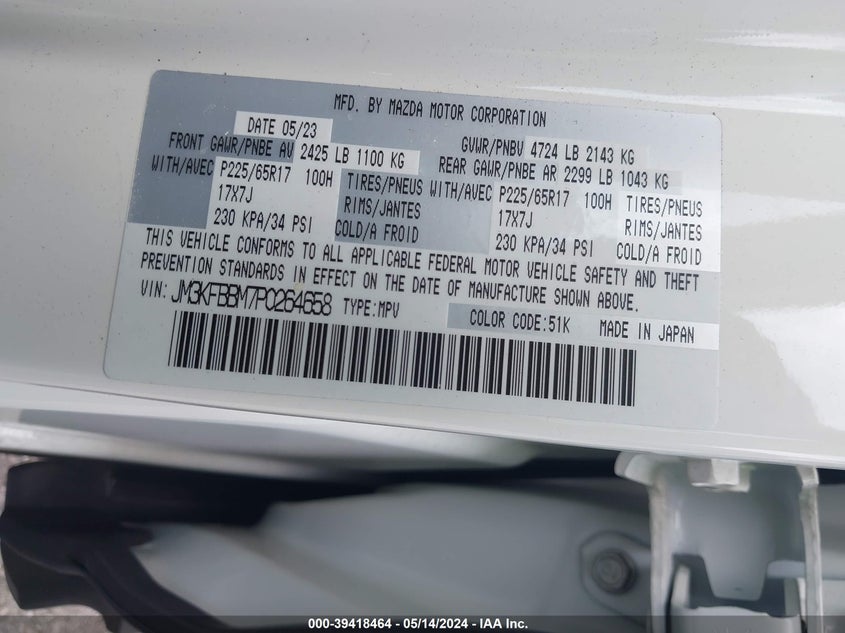 MFD. BY MAZDA MOTOR CORPORATION
DATE 05/23 GVWR/PNBV 4724 LB 2143 KG
FRONT GAWR/PNBE AV 2425 LB 1100 KG REAR GAWR/PNBE AR 2299 LB 1043 KG
WITH/AVEC P225/65R17 100H TIRES/PNEUS WITH/AVEC P225/65R17 100H TIRES/PNEUS
17X7J RIMS/JANTES 17X7J RIMS/JANTES
230 KPA/34 PSI COLD/A FROID 230 KPA/34 PSI COLD/A FROID
THIS VEHICLE CONFORMS TO ALL APPLICABLE FEDERAL MOTOR VEHICLE SAFETY AND THEFT
PREVENTION STANDARDS IN EFFECT ON THE DATE OF MANUFACTURE SHOWN ABOVE.
VIN: JM3KFBBM7P0264658 TYPE:MPV COLOR CODE:51K MADE IN JAPAN
000-39418464 - 05/14/2024 - IAA Inc.